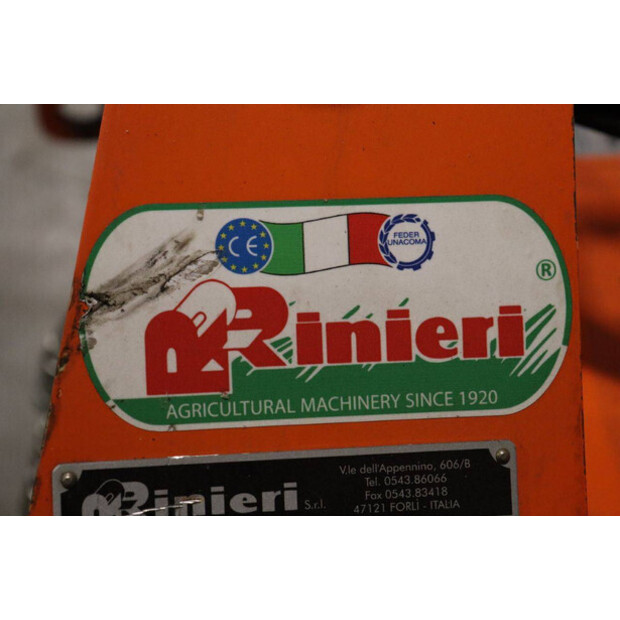 CE
FEDER
UNACOMA
®
Rinieri
AGRICULTURAL MACHINERY SINCE 1920
Rinieri S.r.l.
V.le dell'Appennino, 606/B
Tel. 0543.86066
Fax 0543.83418
47121 FORLÌ - ITALIA